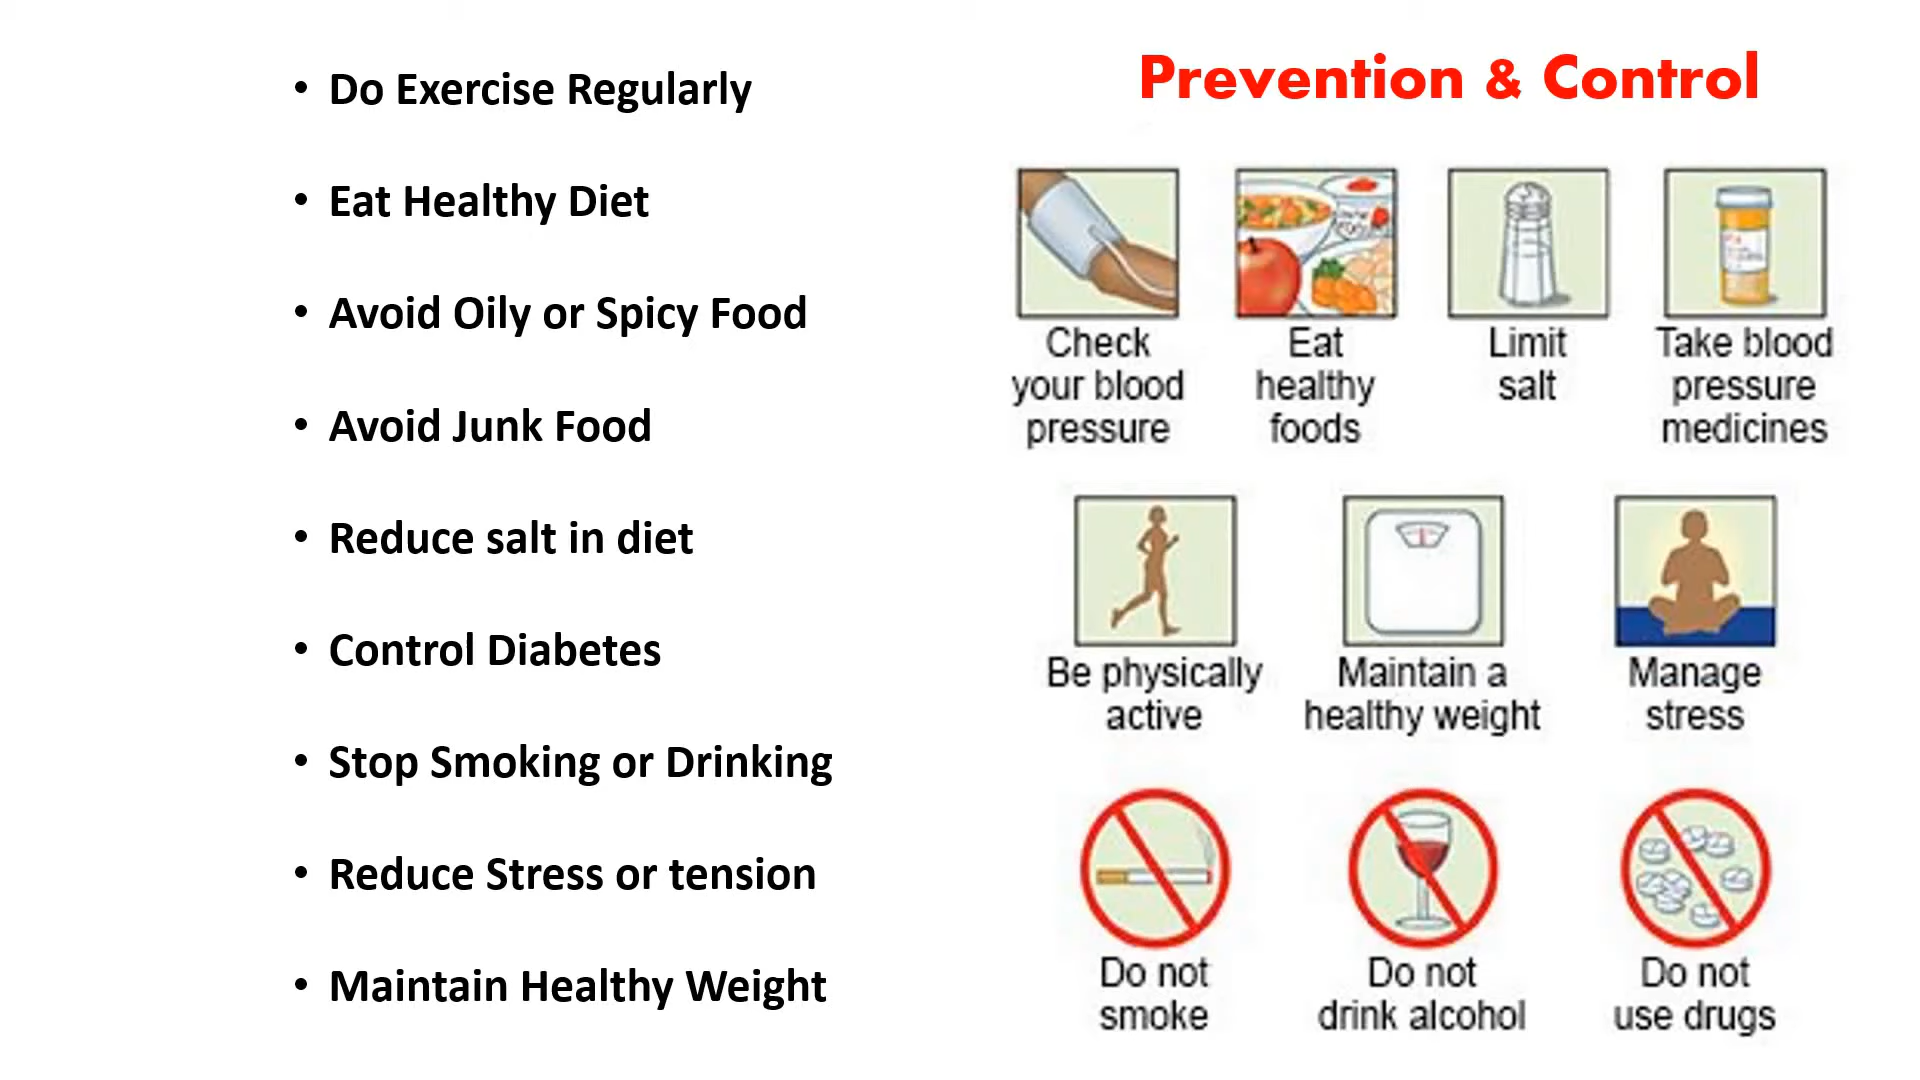 • Do Exercise Regularly
• Eat Healthy Diet
• Avoid Oily or Spicy Food
• Avoid Junk Food
• Reduce salt in diet
• Control Diabetes
• Stop Smoking or Drinking
• Reduce Stress or tension
• Maintain Healthy Weight
Prevention & Control
Check
your blood
pressure
Eat
healthy
foods
Limit
salt
Take blood
pressure
medicines
Be physically
active
Maintain a
healthy weight
Manage
stress
Do not
smoke
Do not
drink alcohol
Do not
use drugs